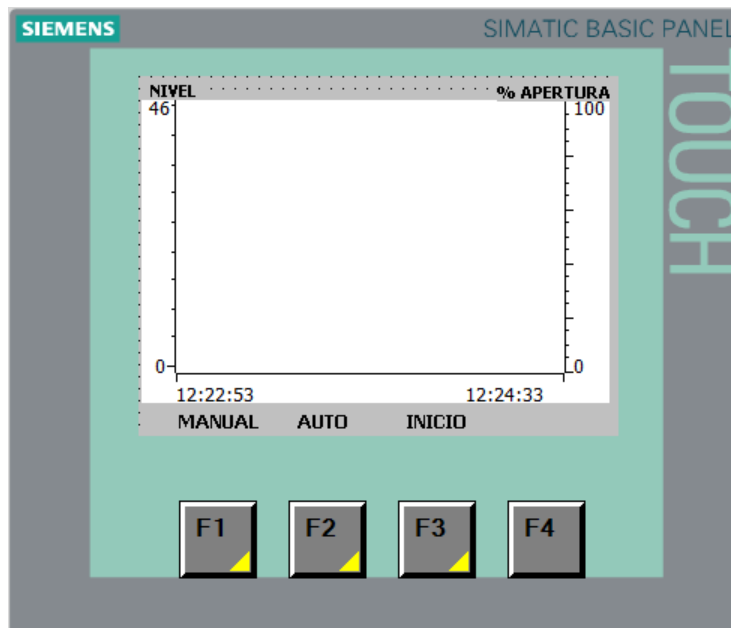 SIEMENS
SIMATIC BASIC PANEL
TOUCH
NIVEL % APERTURA
46 100
0 0
12:22:53 12:24:33
MANUAL AUTO INICIO
F1 F2 F3 F4